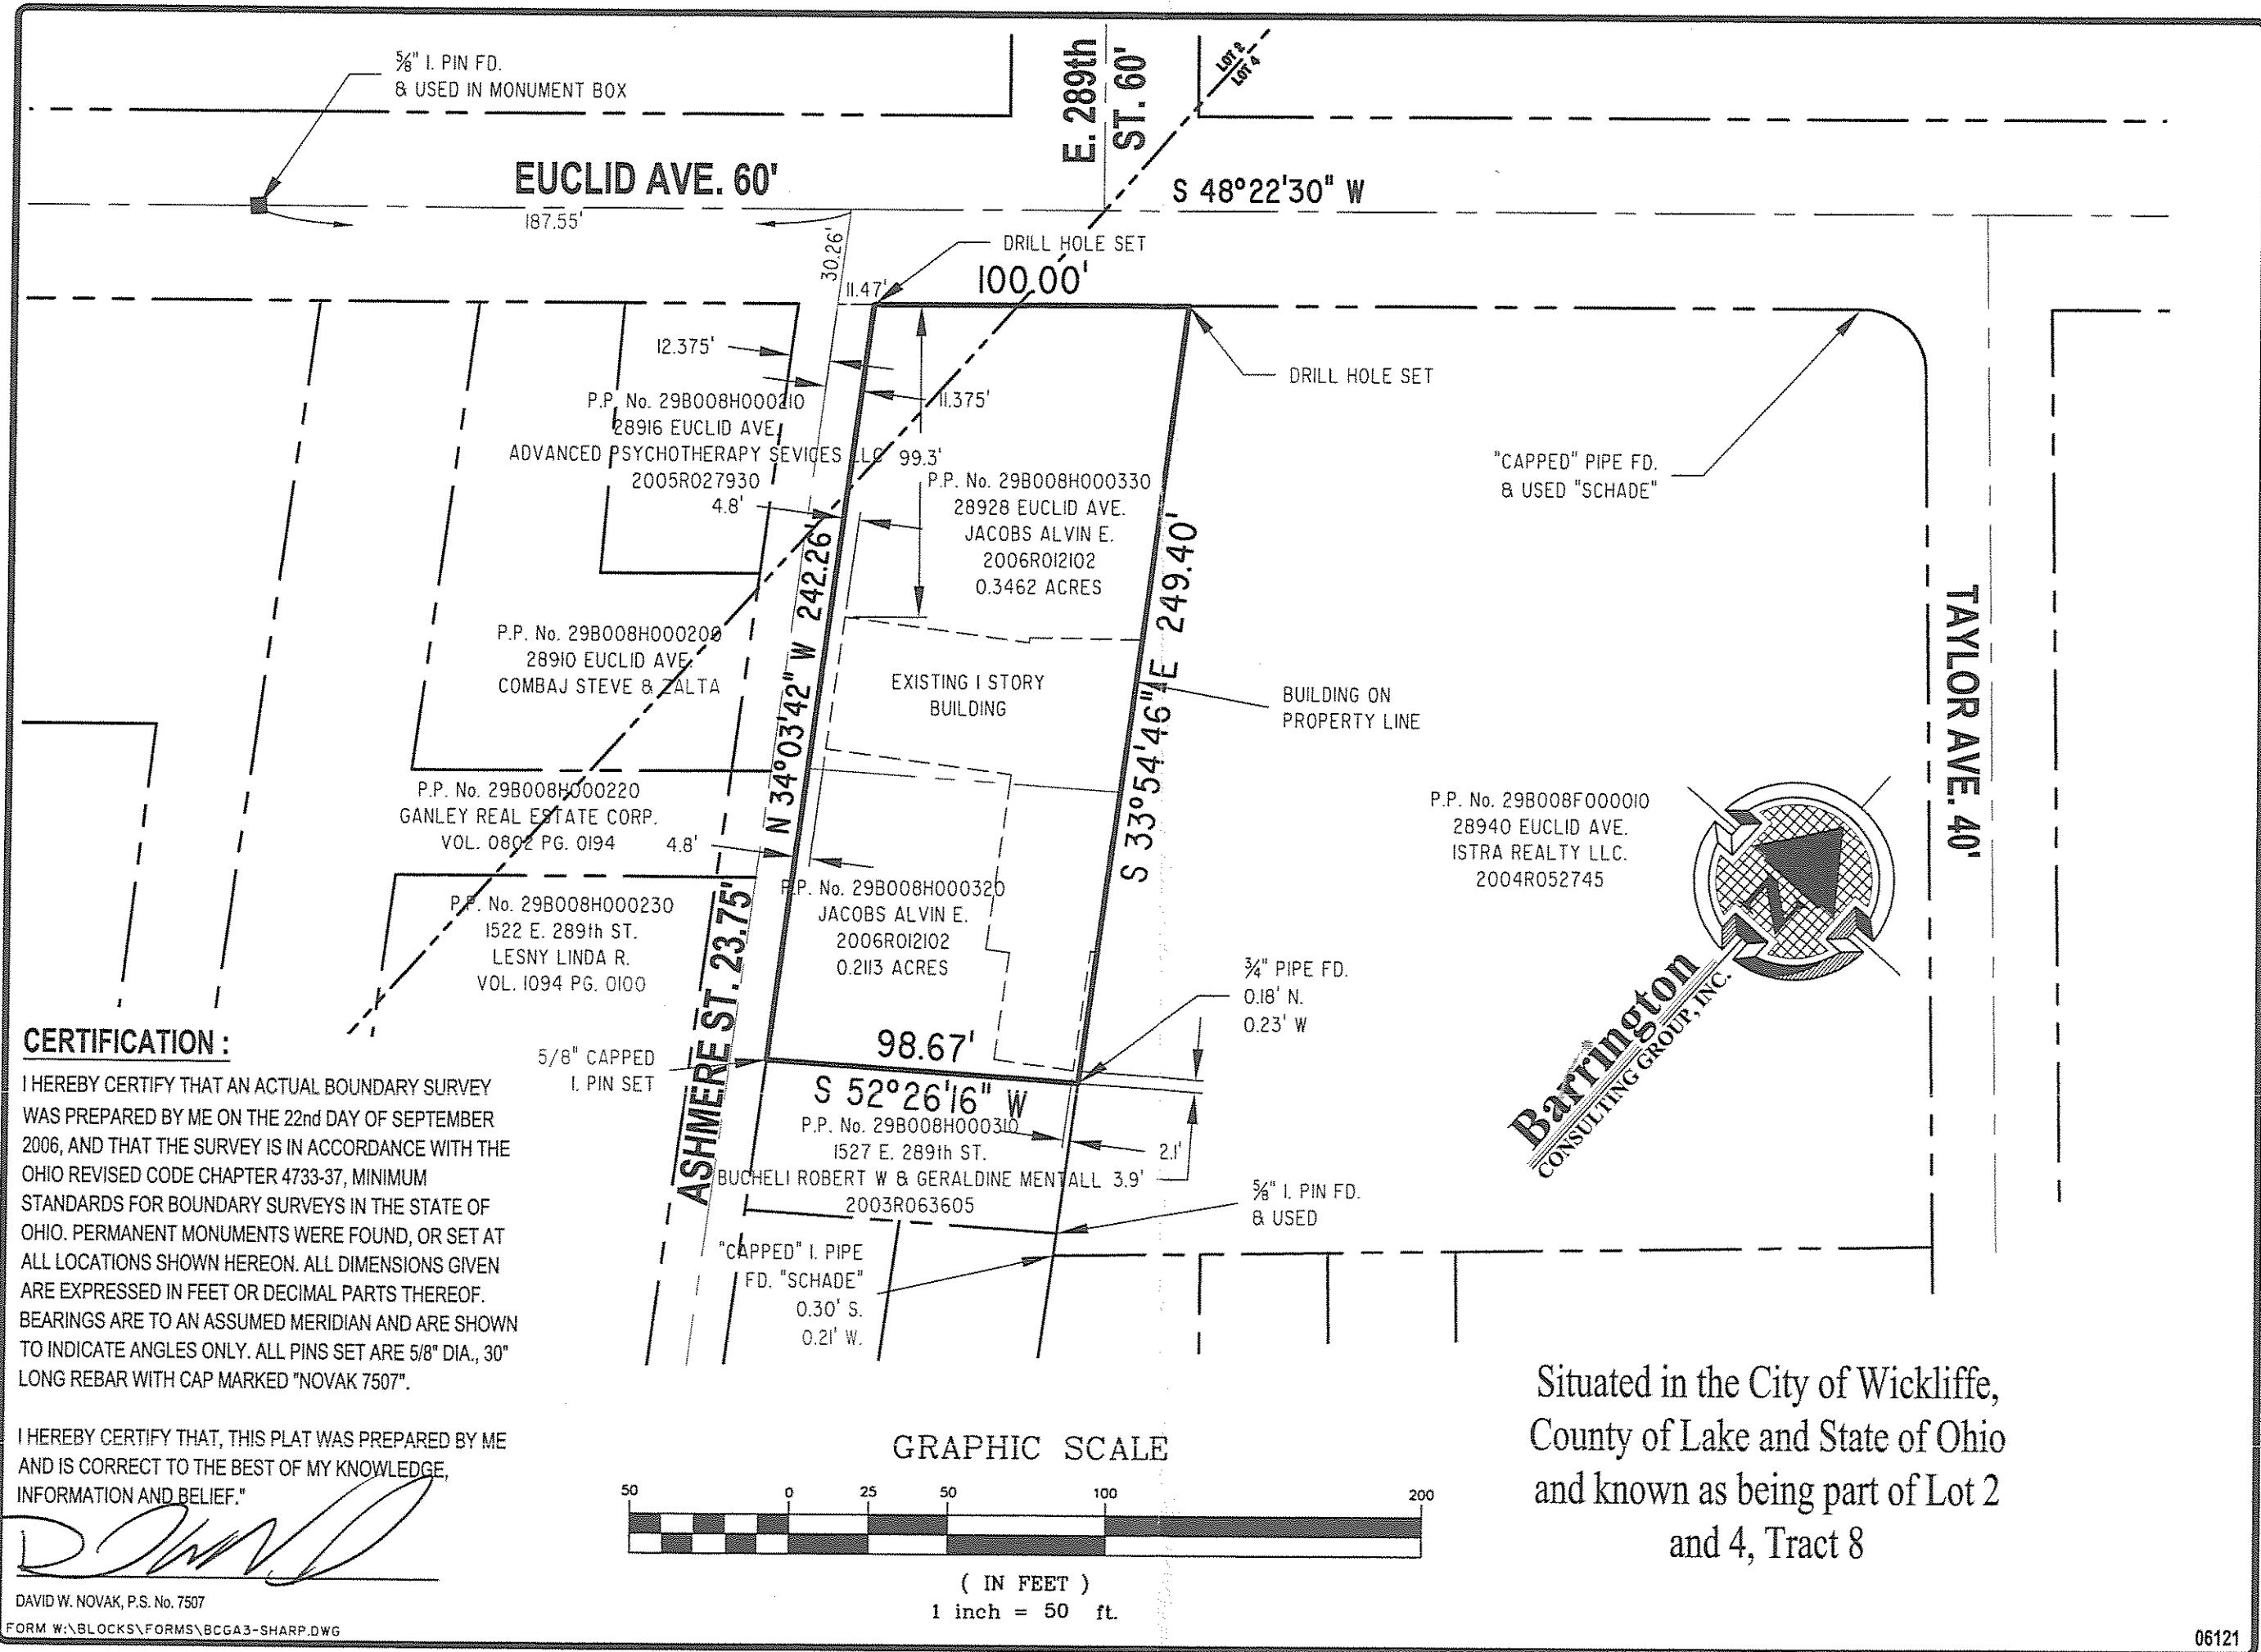 5/8" I. PIN FD.
& USED IN MONUMENT BOX
E. 289th
ST. 60'
LOT 2
LOT 4
EUCLID AVE. 60'
S 48°22'30" W
187.55'
30.26'
DRILL HOLE SET
11.47'
100.00'
12.375'
DRILL HOLE SET
P.P. No. 29B008H000210
28916 EUCLID AVE.
ADVANCED PSYCHOTHERAPY SEVICES LLC
2005R027930
11.375'
99.3'
4.8'
P.P. No. 29B008H000330
28928 EUCLID AVE.
JACOBS ALVIN E.
2006R012102
0.3462 ACRES
"CAPPED" PIPE FD.
& USED "SCHADE"
N 34°03'42" W 242.26'
S 33°54'46" E 249.40'
TAYLOR AVE. 40'
P.P. No. 29B008H000200
28910 EUCLID AVE.
COMBAJ STEVE & ZALTA
EXISTING 1 STORY
BUILDING
BUILDING ON
PROPERTY LINE
P.P. No. 29B008H000220
GANLEY REAL ESTATE CORP.
VOL. 0802 PG. 0194
4.8'
P.P. No. 29B008F000010
28940 EUCLID AVE.
ISTRA REALTY LLC.
2004R052745
N
Barrington
CONSULTING GROUP, INC.
P.P. No. 29B008H000230
1522 E. 289th ST.
LESNY LINDA R.
VOL. 1094 PG. 0100
P.P. No. 29B008H000320
JACOBS ALVIN E.
2006R012102
0.2113 ACRES
ASHMERE ST. 23.75'
3/4" PIPE FD.
0.18' N.
0.23' W
5/8" CAPPED
I. PIN SET
98.67'
S 52°26'16" W
P.P. No. 29B008H000310
1527 E. 289th ST.
BUCHELI ROBERT W & GERALDINE MENTALL
2003R063605
2.1'
3.9'
5/8" I. PIN FD.
& USED
"CAPPED" I. PIPE
FD. "SCHADE"
0.30' S.
0.21' W.
CERTIFICATION :
I HEREBY CERTIFY THAT AN ACTUAL BOUNDARY SURVEY
WAS PREPARED BY ME ON THE 22nd DAY OF SEPTEMBER
2006, AND THAT THE SURVEY IS IN ACCORDANCE WITH THE
OHIO REVISED CODE CHAPTER 4733-37, MINIMUM
STANDARDS FOR BOUNDARY SURVEYS IN THE STATE OF
OHIO. PERMANENT MONUMENTS WERE FOUND, OR SET AT
ALL LOCATIONS SHOWN HEREON. ALL DIMENSIONS GIVEN
ARE EXPRESSED IN FEET OR DECIMAL PARTS THEREOF.
BEARINGS ARE TO AN ASSUMED MERIDIAN AND ARE SHOWN
TO INDICATE ANGLES ONLY. ALL PINS SET ARE 5/8" DIA., 30"
LONG REBAR WITH CAP MARKED "NOVAK 7507".
I HEREBY CERTIFY THAT, THIS PLAT WAS PREPARED BY ME
AND IS CORRECT TO THE BEST OF MY KNOWLEDGE,
INFORMATION AND BELIEF."
DAVID W. NOVAK, P.S. No. 7507
FORM W:\BLOCKS\FORMS\BCGA3-SHARP.DWG
GRAPHIC SCALE
50 0 25 50 100 200
( IN FEET )
1 inch = 50 ft.
Situated in the City of Wickliffe,
County of Lake and State of Ohio
and known as being part of Lot 2
and 4, Tract 8
06121